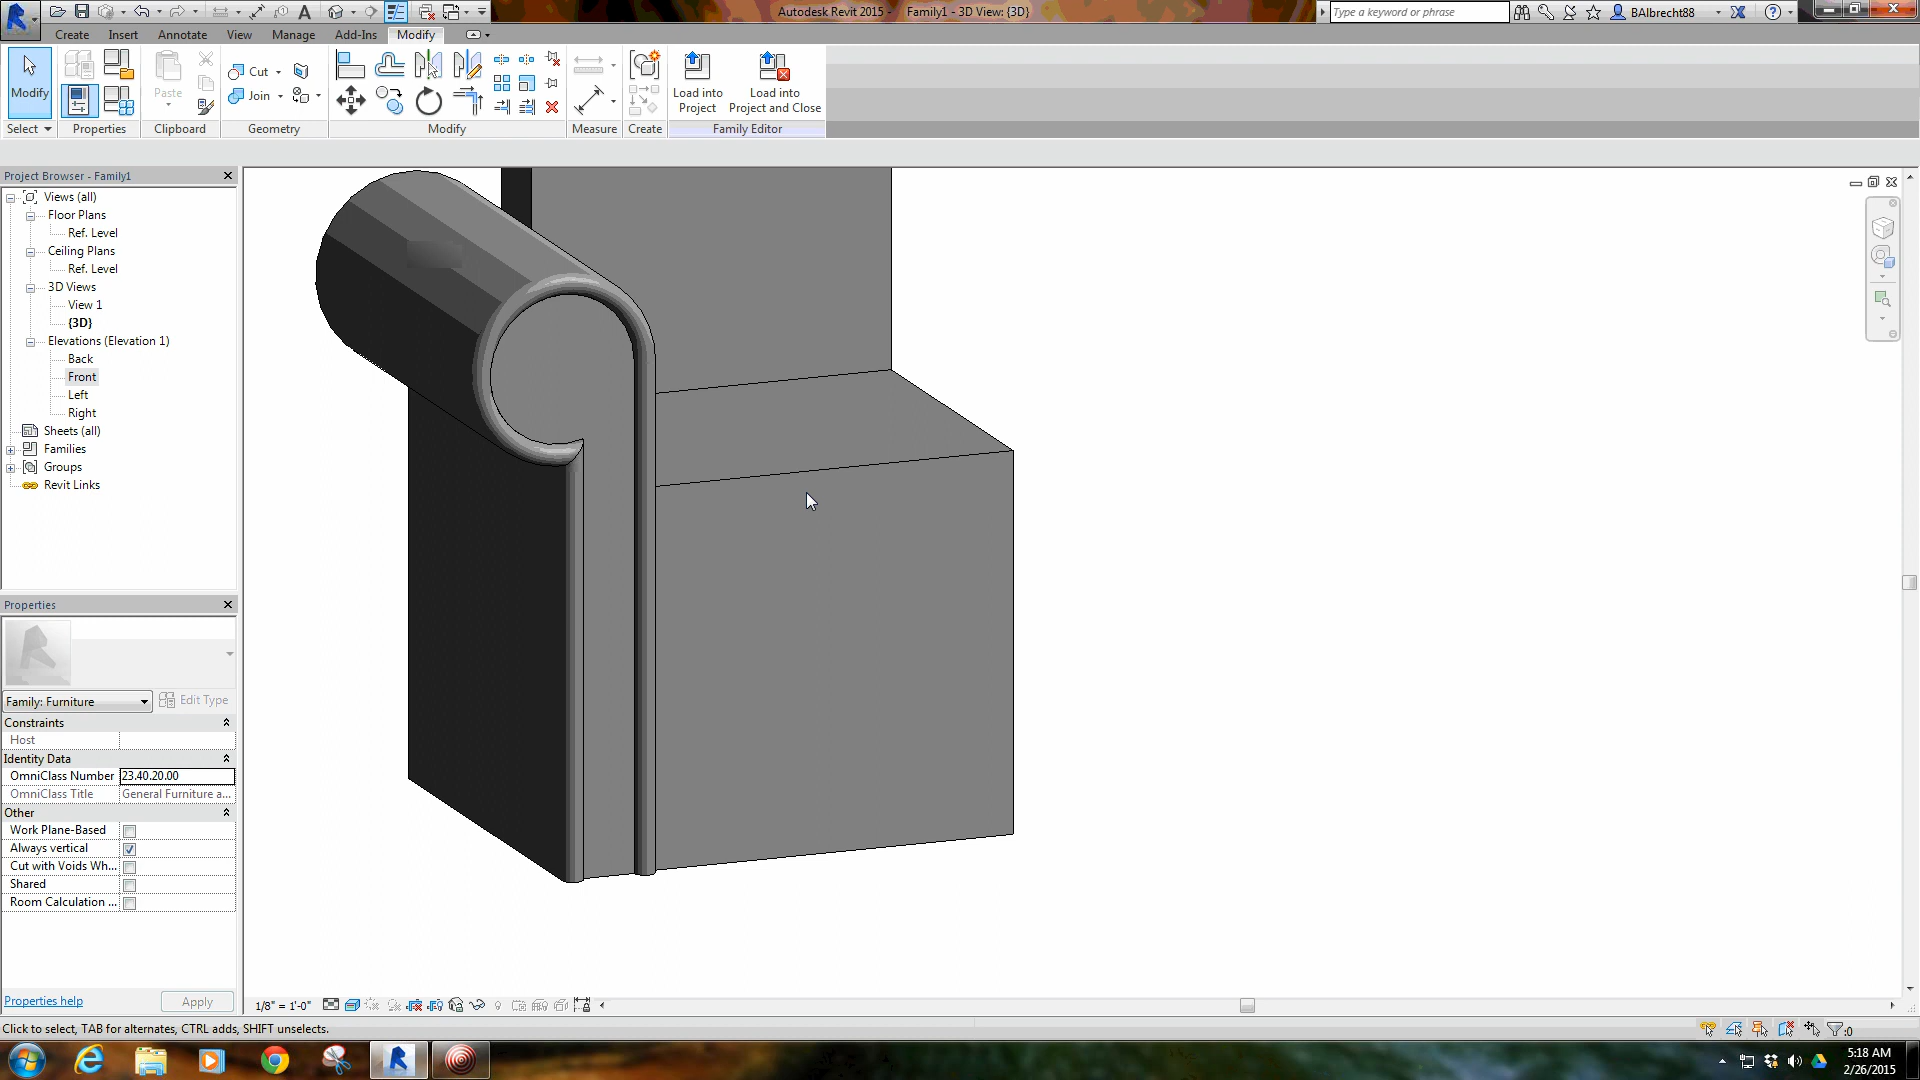 Autodesk Revit 2015 - Family1 - 3D View: {3D}
Type a keyword or phrase
BAlbrecht88
Create Insert Annotate View Manage Add-Ins Modify
Modify
Paste
Cut
Join
Load into Project
Load into Project and Close
Select Properties Clipboard Geometry Modify Measure Create Family Editor
Project Browser - Family1
Views (all)
Floor Plans
Ref. Level
Ceiling Plans
Ref. Level
3D Views
View 1
{3D}
Elevations (Elevation 1)
Back
Front
Left
Right
Sheets (all)
Families
Groups
Revit Links
Properties
Family: Furniture
Edit Type
Constraints
Host
Identity Data
OmniClass Number 23.40.20.00
OmniClass Title General Furniture a...
Other
Work Plane-Based
Always vertical
Cut with Voids Wh...
Shared
Room Calculation ...
Properties help
Apply
1/8" = 1'-0"
Click to select, TAB for alternates, CTRL adds, SHIFT unselects.
:0
5:18 AM
2/26/2015